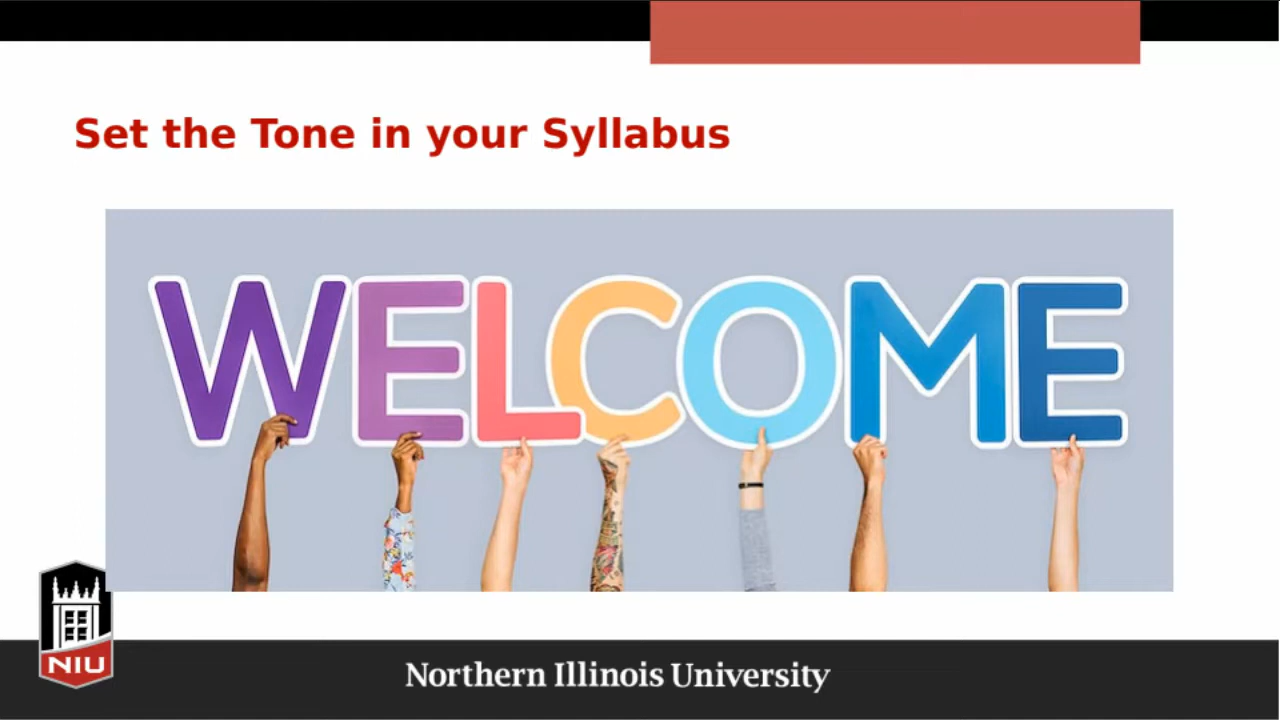 Set the Tone in your Syllabus
WELCOME
NIU
Northern Illinois University